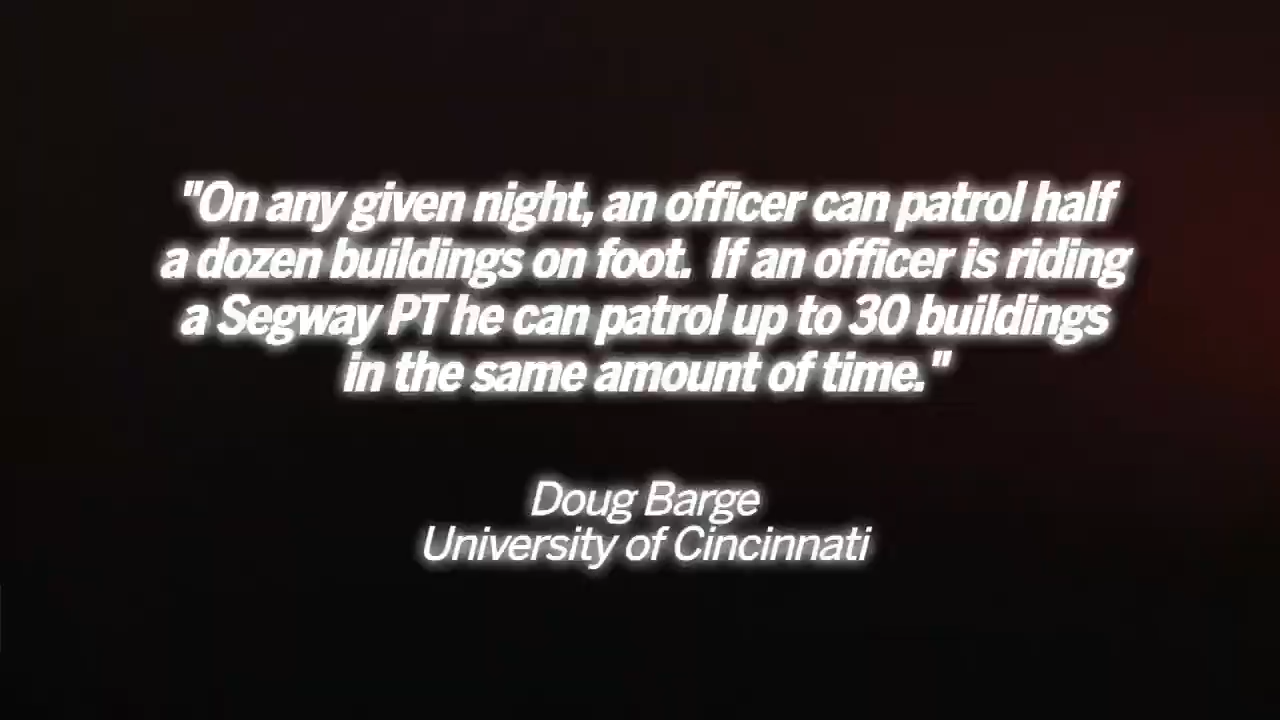 "On any given night, an officer can patrol half
a dozen buildings on foot.  If an officer is riding
a Segway PT he can patrol up to 30 buildings
in the same amount of time."
Doug Barge
University of Cincinnati